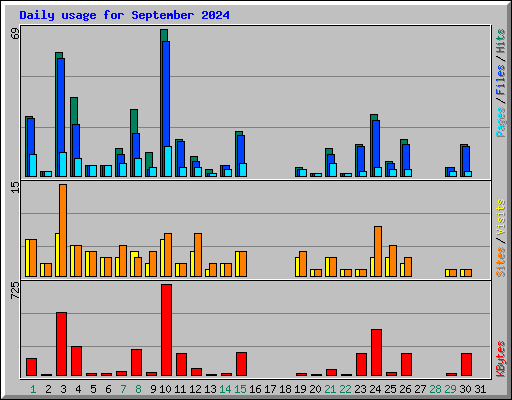 Daily usage for September 2024
69
Pages / Files / Hits
15
Sites / Visits
725
KBytes
1 2 3 4 5 6 7 8 9 10 11 12 13 14 15 16 17 18 19 20 21 22 23 24 25 26 27 28 29 30 31